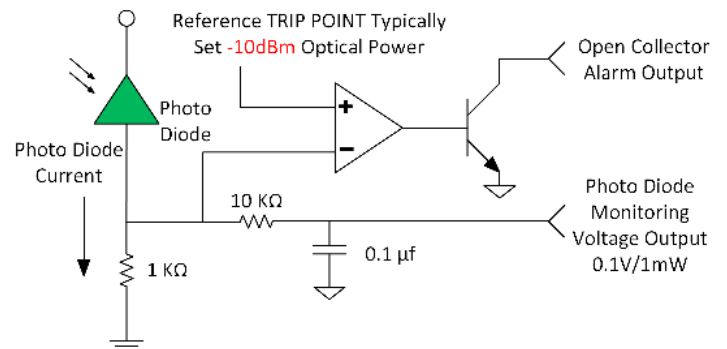 Reference TRIP POINT Typically
Set -10dBm Optical Power
Open Collector
Alarm Output
Photo
Diode
+
−
Photo Diode
Current
10 KΩ
1 KΩ
0.1 µf
Photo Diode
Monitoring
Voltage Output
0.1V/1mW